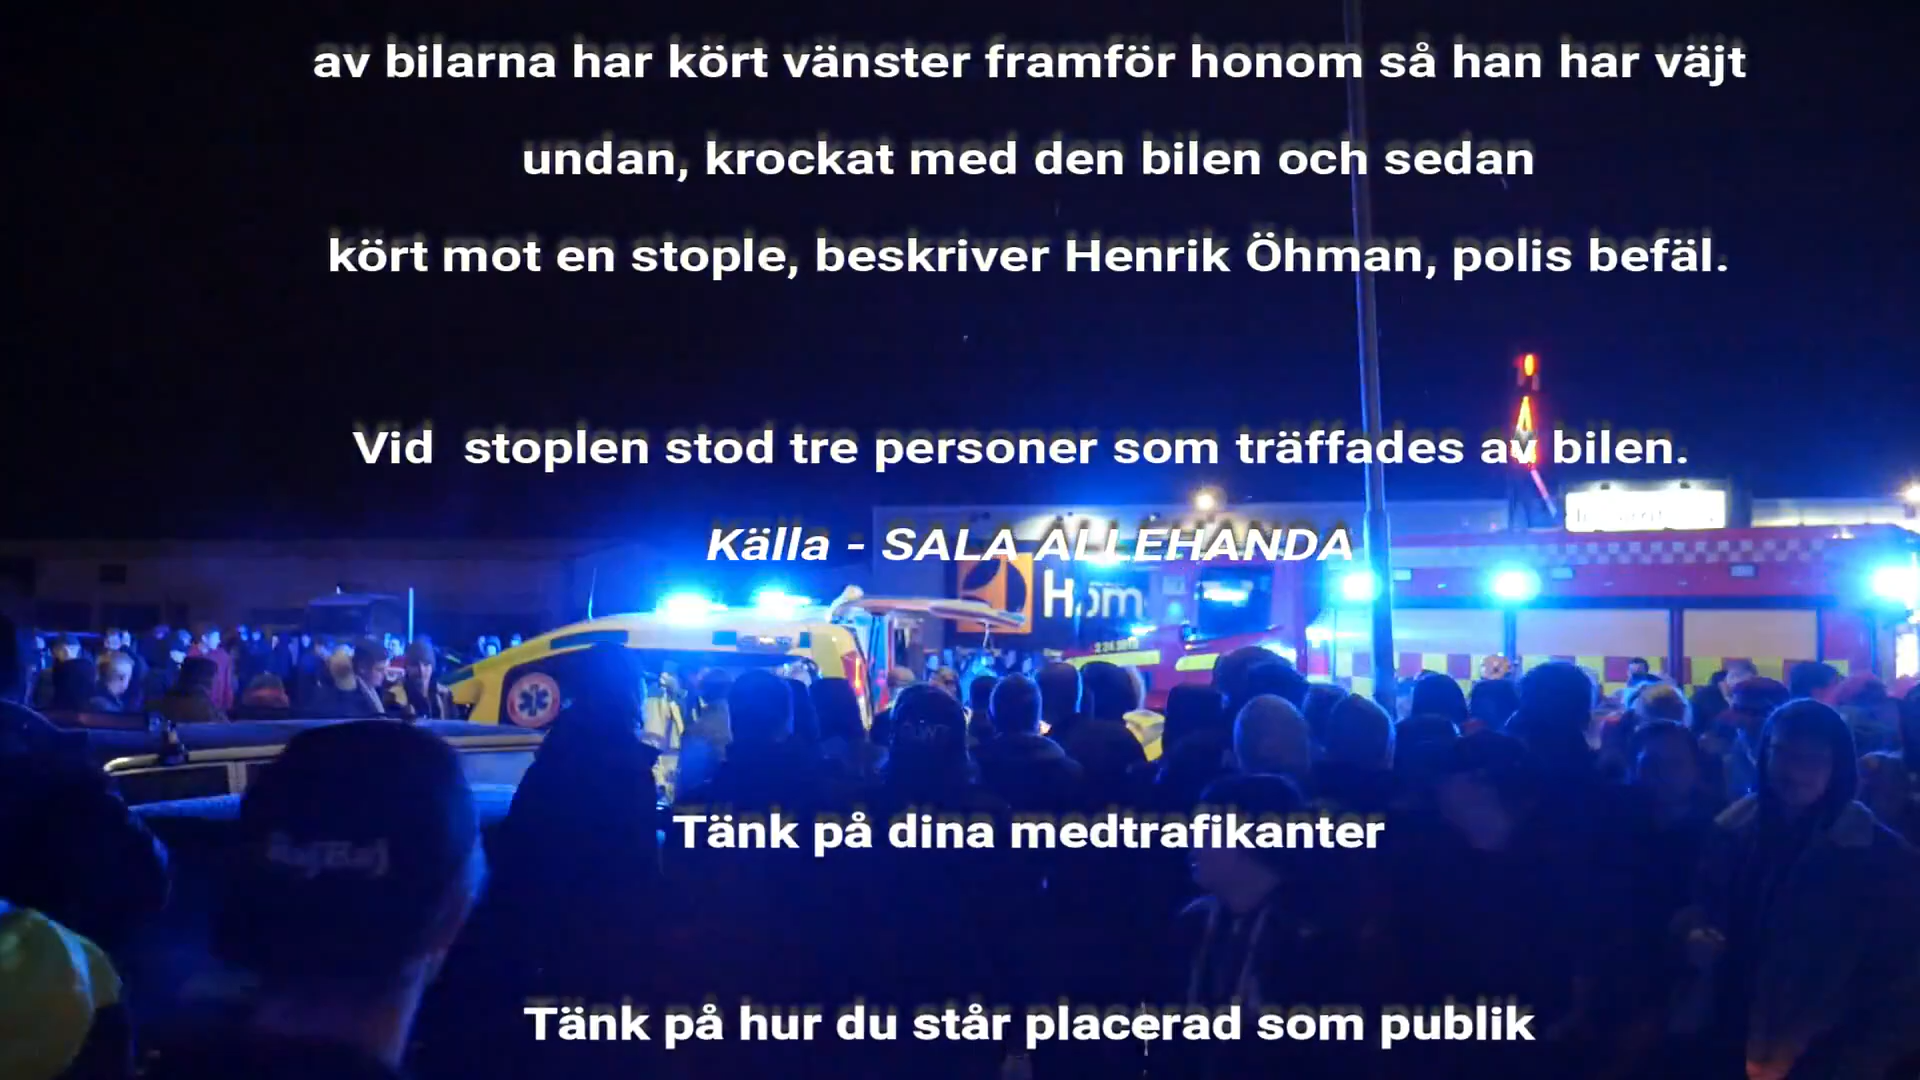 av bilarna har kört vänster framför honom så han har väjt
undan, krockat med den bilen och sedan
kört mot en stople, beskriver Henrik Öhman, polis befäl.
Vid stoplen stod tre personer som träffades av bilen.
Källa - SALA ALLEHANDA
Hom
Tänk på dina medtrafikanter
Tänk på hur du står placerad som publik